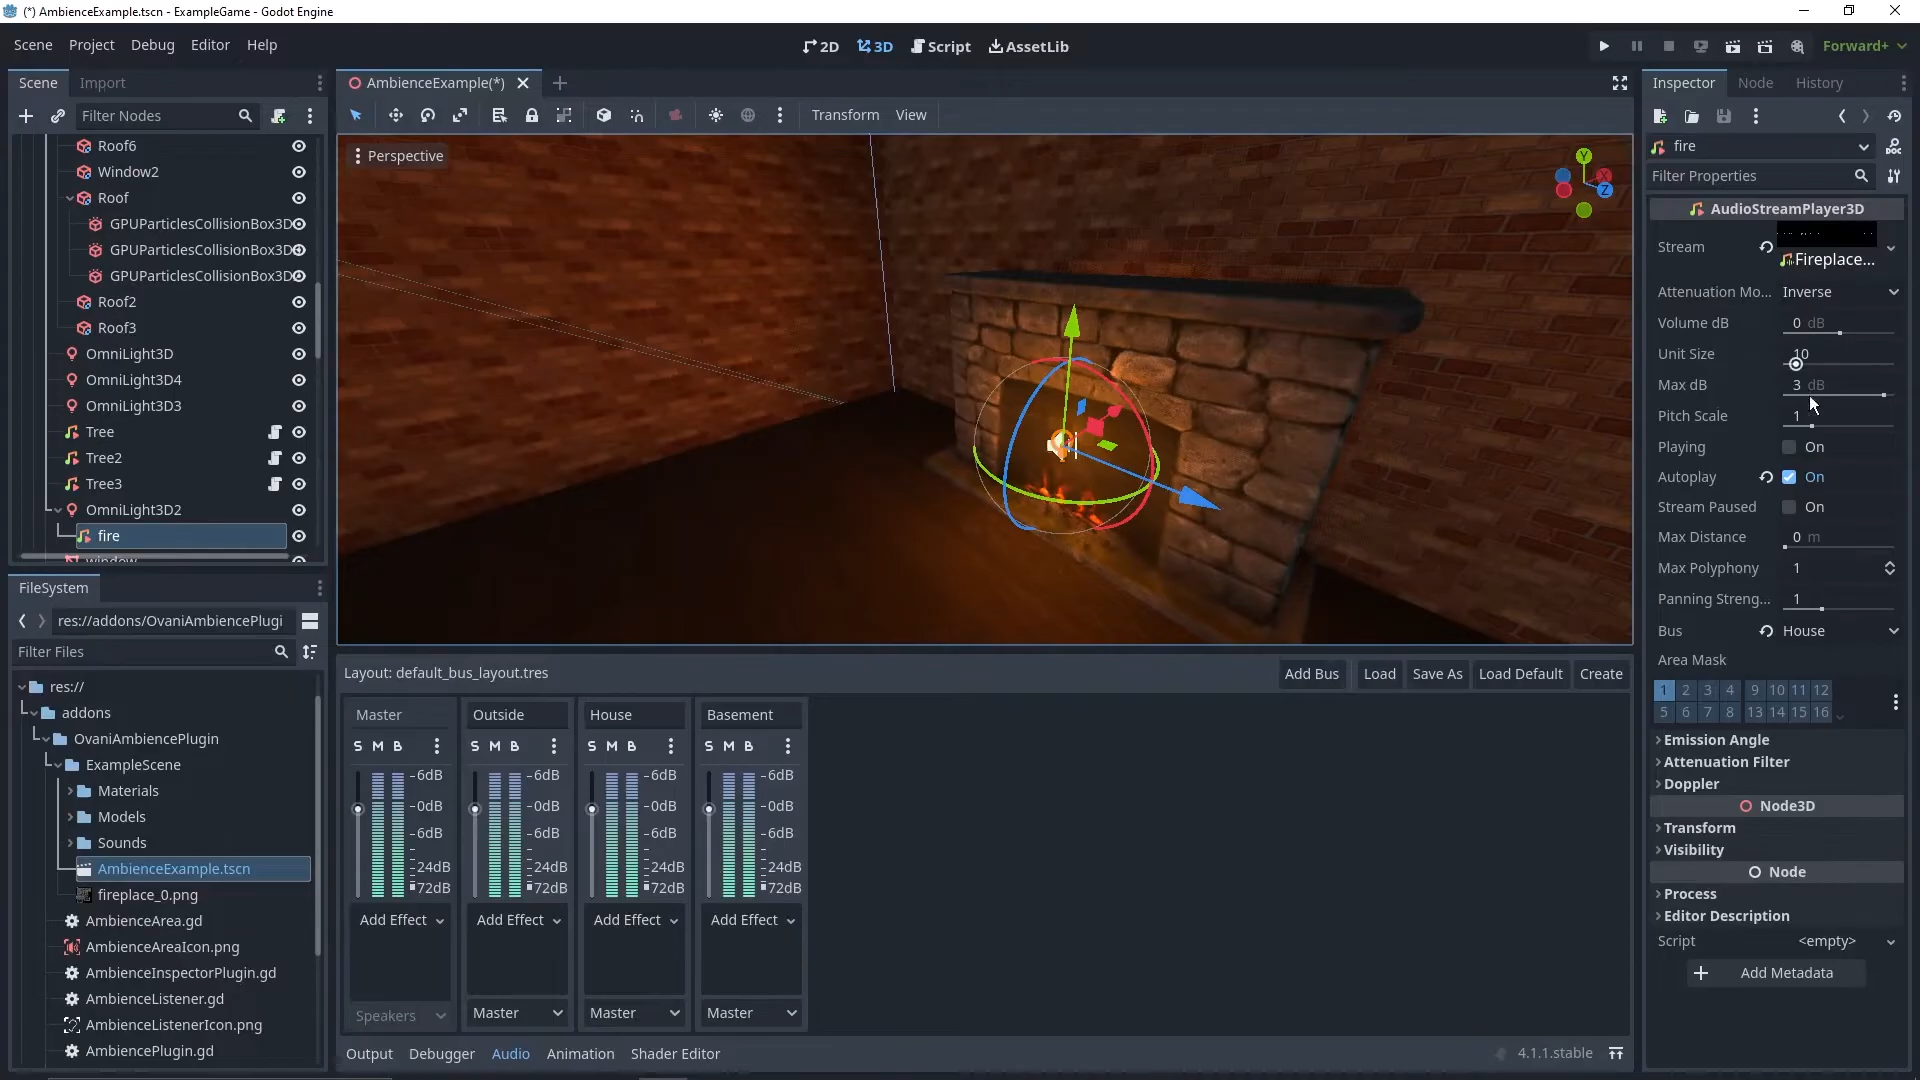 (*) AmbienceExample.tscn - ExampleGame - Godot Engine
Scene Project Debug Editor Help
2D 3D Script AssetLib
Forward+
Scene Import
Filter Nodes
Roof6
Window2
Roof
GPUParticlesCollisionBox3D
GPUParticlesCollisionBox3D
GPUParticlesCollisionBox3D
Roof2
Roof3
OmniLight3D
OmniLight3D4
OmniLight3D3
Tree
Tree2
Tree3
OmniLight3D2
fire
window
FileSystem
res://addons/OvaniAmbiencePlugi
Filter Files
res://
addons
OvaniAmbiencePlugin
ExampleScene
Materials
Models
Sounds
AmbienceExample.tscn
fireplace_0.png
AmbienceArea.gd
AmbienceAreaIcon.png
AmbienceInspectorPlugin.gd
AmbienceListener.gd
AmbienceListenerIcon.png
AmbiencePlugin.gd
AmbienceExample(*)
Transform View
Perspective
Y
X
Z
Layout: default_bus_layout.tres
Add Bus Load Save As Load Default Create
Master Outside House Basement
S M B S M B S M B S M B
-6dB -6dB -6dB -6dB
-0dB -0dB -0dB -0dB
-6dB -6dB -6dB -6dB
-24dB -24dB -24dB -24dB
72dB 72dB 72dB 72dB
Add Effect Add Effect Add Effect Add Effect
Speakers Master Master Master
Output Debugger Audio Animation Shader Editor
4.1.1.stable
Inspector Node History
fire
DOC
Filter Properties
AudioStreamPlayer3D
Stream Fireplace...
Attenuation Mo... Inverse
Volume dB 0 dB
Unit Size 10
Max dB 3 dB
Pitch Scale 1
Playing On
Autoplay On
Stream Paused On
Max Distance 0 m
Max Polyphony 1
Panning Streng... 1
Bus House
Area Mask
1 2 3 4 9 10 11 12
5 6 7 8 13 14 15 16
Emission Angle
Attenuation Filter
Doppler
Node3D
Transform
Visibility
Node
Process
Editor Description
Script <empty>
Add Metadata